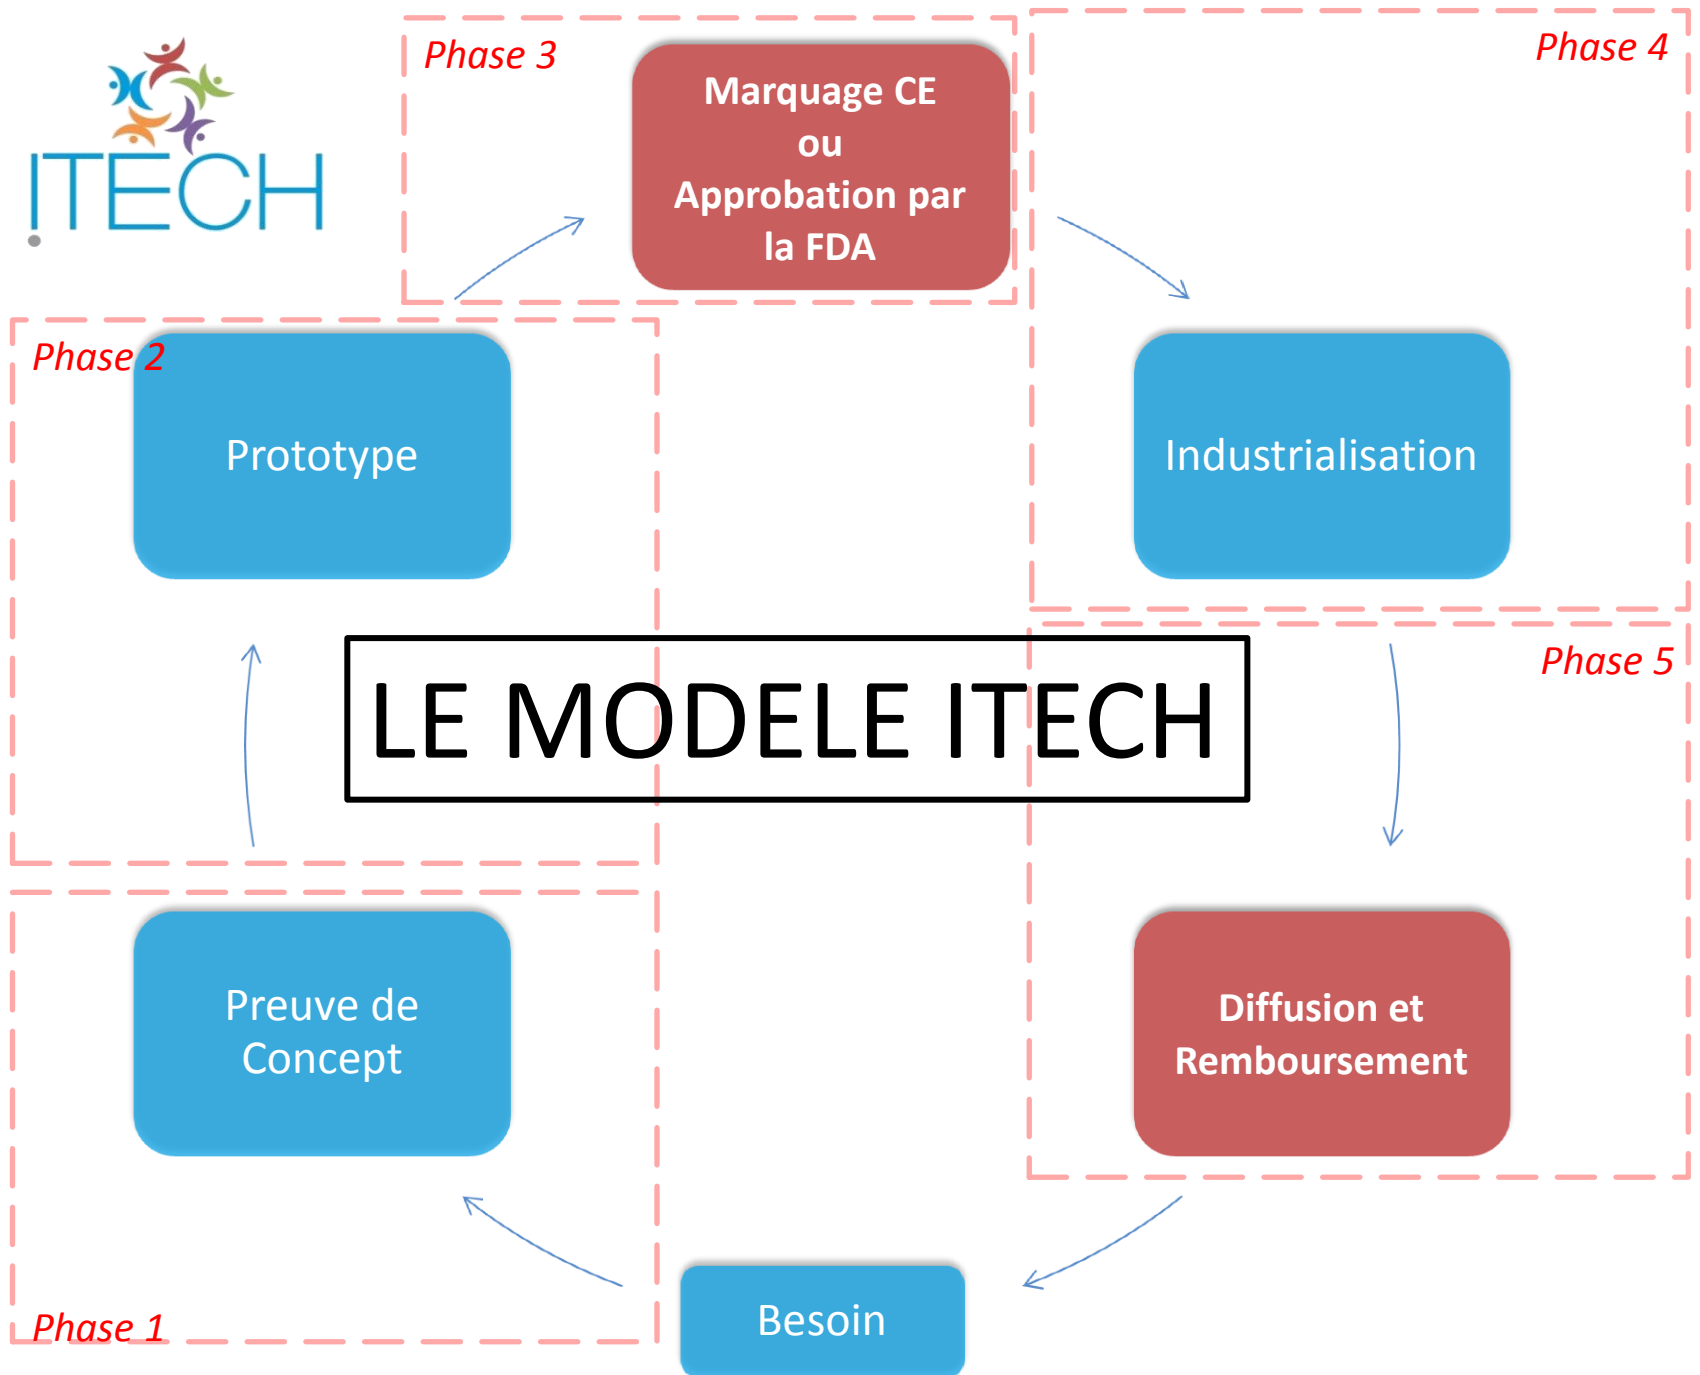 ITECH
Phase 3
Marquage CE
ou
Approbation par
la FDA
Phase 4
Phase 2
Prototype
Industrialisation
LE MODELE ITECH
Phase 5
Preuve de
Concept
Diffusion et
Remboursement
Phase 1
Besoin